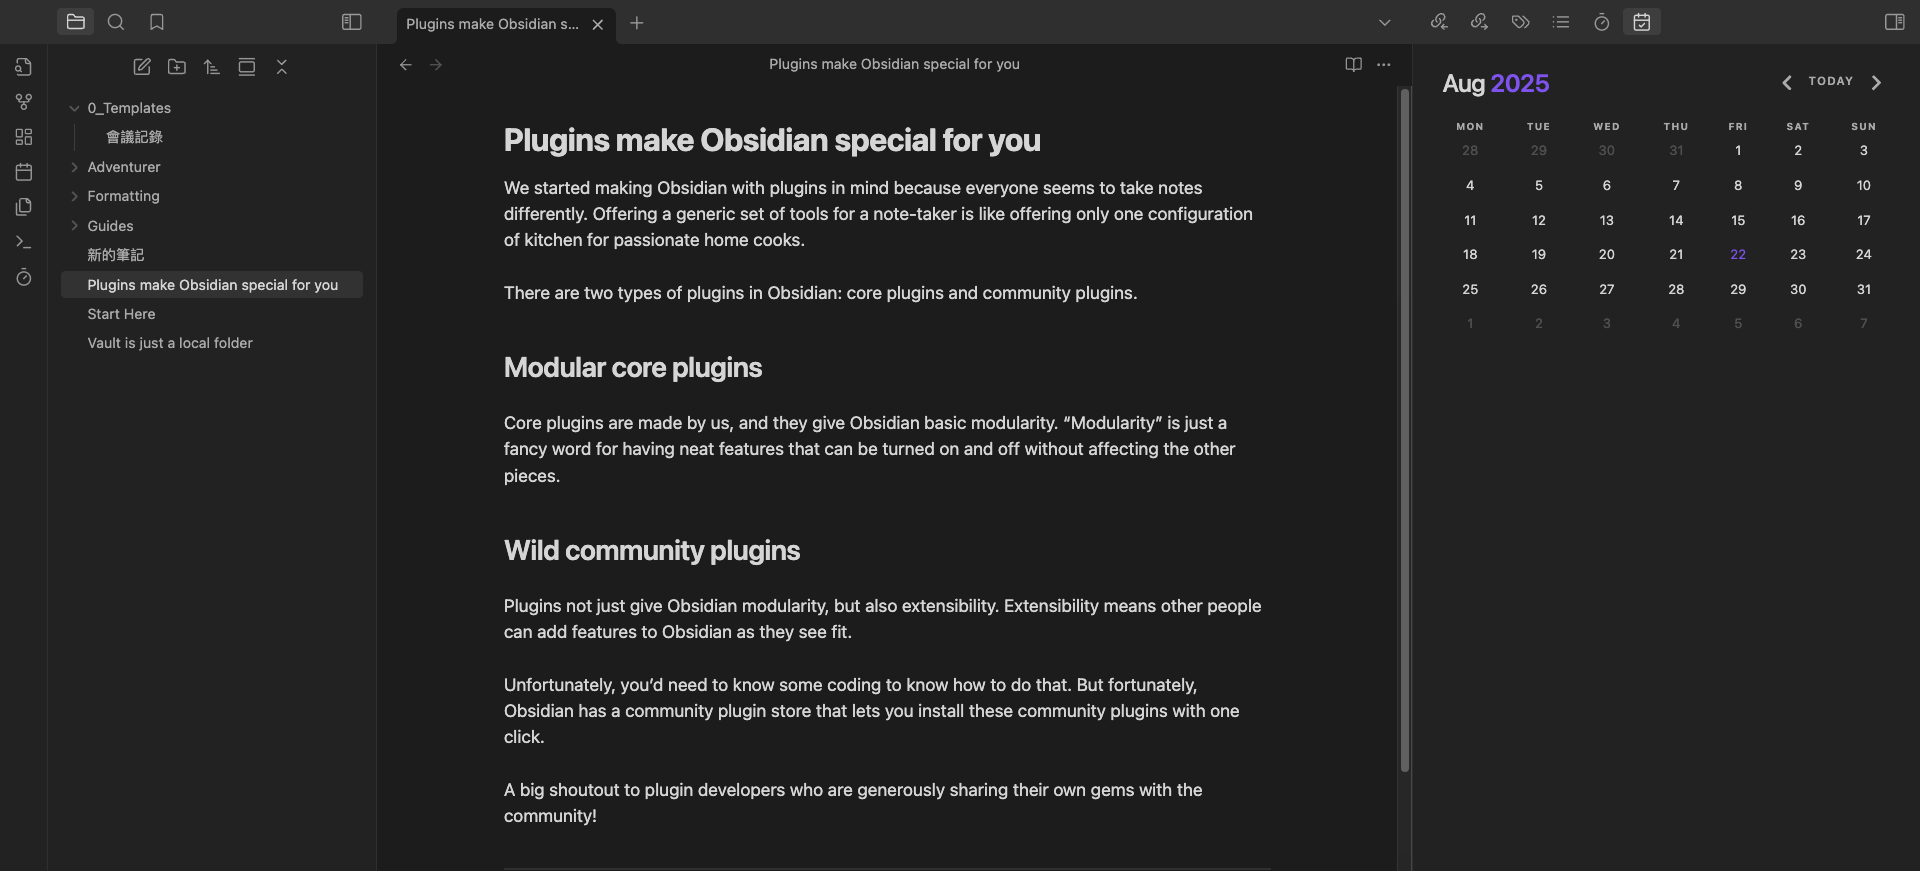 Plugins make Obsidian s...
Plugins make Obsidian special for you
0_Templates
會議記錄
Adventurer
Formatting
Guides
新的筆記
Plugins make Obsidian special for you
Start Here
Vault is just a local folder
Plugins make Obsidian special for you
We started making Obsidian with plugins in mind because everyone seems to take notes
differently. Offering a generic set of tools for a note-taker is like offering only one configuration
of kitchen for passionate home cooks.
There are two types of plugins in Obsidian: core plugins and community plugins.
Modular core plugins
Core plugins are made by us, and they give Obsidian basic modularity. “Modularity” is just a
fancy word for having neat features that can be turned on and off without affecting the other
pieces.
Wild community plugins
Plugins not just give Obsidian modularity, but also extensibility. Extensibility means other people
can add features to Obsidian as they see fit.
Unfortunately, you’d need to know some coding to know how to do that. But fortunately,
Obsidian has a community plugin store that lets you install these community plugins with one
click.
A big shoutout to plugin developers who are generously sharing their own gems with the
community!
Aug 2025
TODAY
MON TUE WED THU FRI SAT SUN
28 29 30 31 1 2 3
4 5 6 7 8 9 10
11 12 13 14 15 16 17
18 19 20 21 22 23 24
25 26 27 28 29 30 31
1 2 3 4 5 6 7